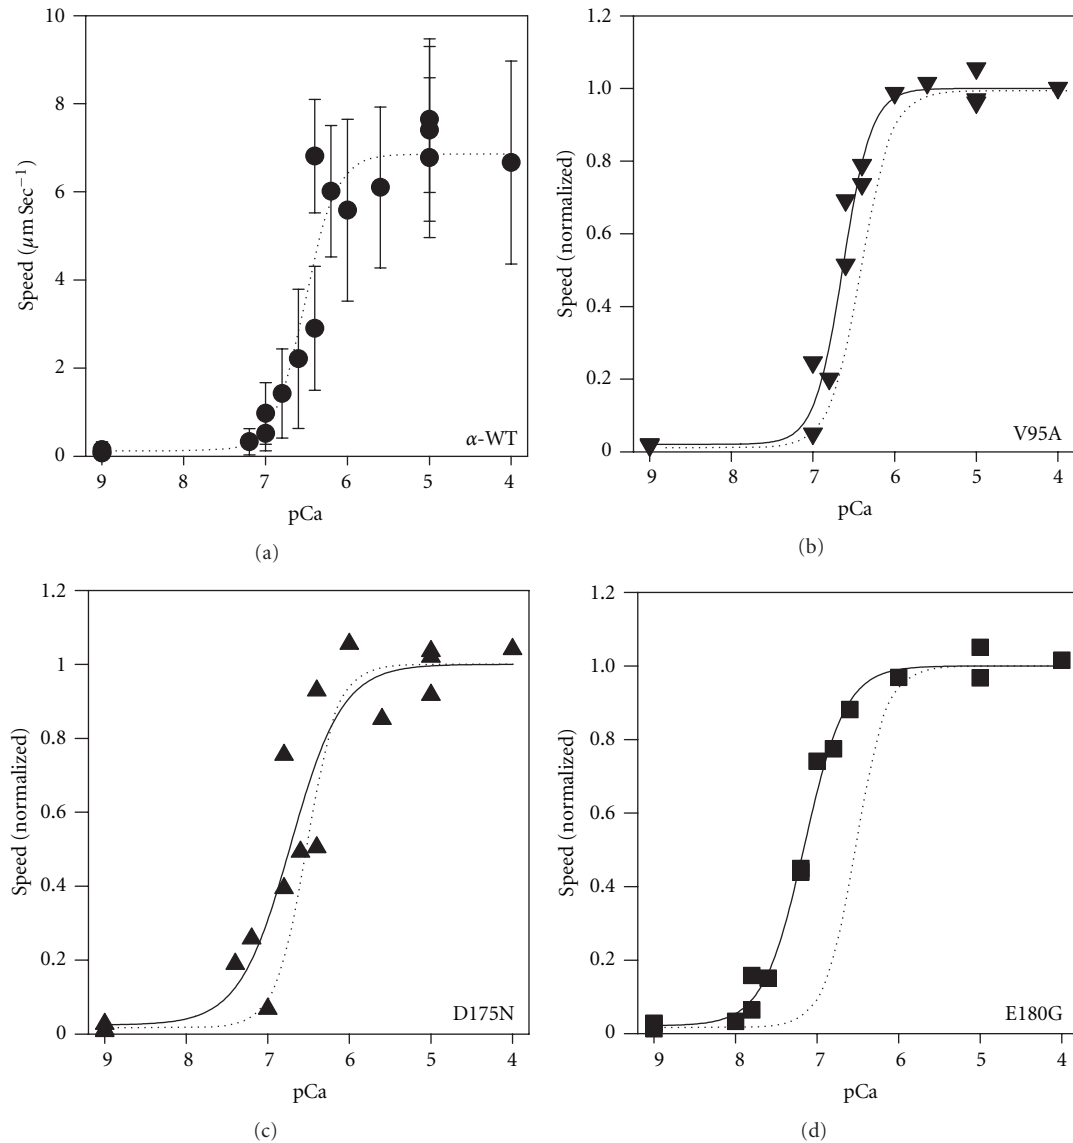 10
8
6
4
2
0
Speed (µm Sec⁻¹)
α-WT
9 8 7 6 5 4
pCa
(a)
1.2
1.0
0.8
0.6
0.4
0.2
0
Speed (normalized)
V95A
9 8 7 6 5 4
pCa
(b)
1.2
1
0.8
0.6
0.4
0.2
0
Speed (normalized)
D175N
9 8 7 6 5 4
pCa
(c)
1.2
1.0
0.8
0.6
0.4
0.2
0
Speed (normalized)
E180G
9 8 7 6 5 4
pCa
(d)